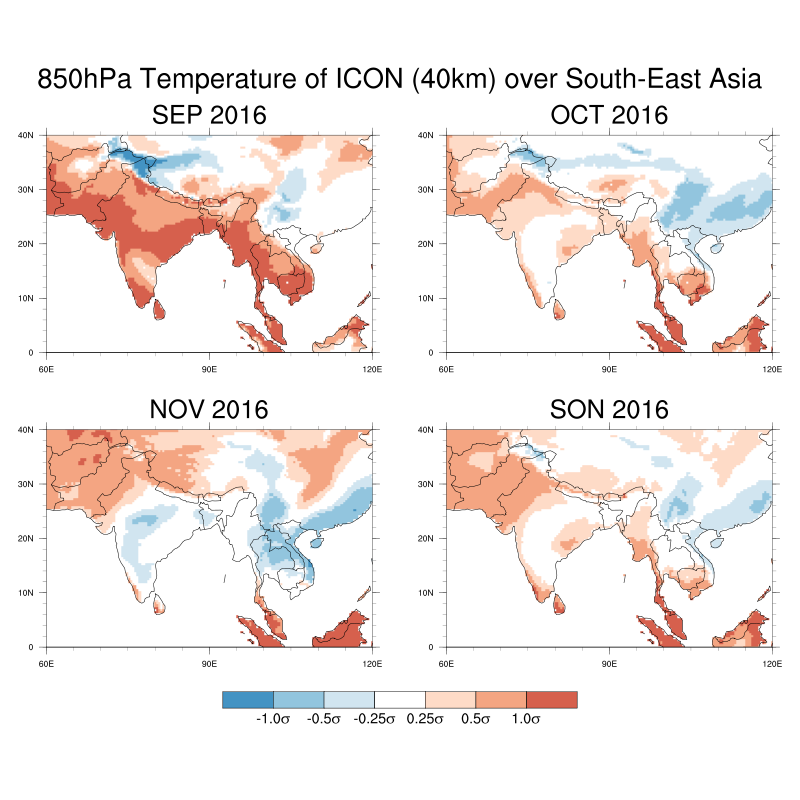 850hPa Temperature of ICON (40km) over South-East Asia
SEP 2016
OCT 2016
40N
30N
20N
10N
0
60E
90E
120E
40N
30N
20N
10N
0
60E
90E
120E
NOV 2016
SON 2016
40N
30N
20N
10N
0
60E
90E
120E
40N
30N
20N
10N
0
60E
90E
120E
-1.0σ -0.5σ -0.25σ 0.25σ 0.5σ 1.0σ